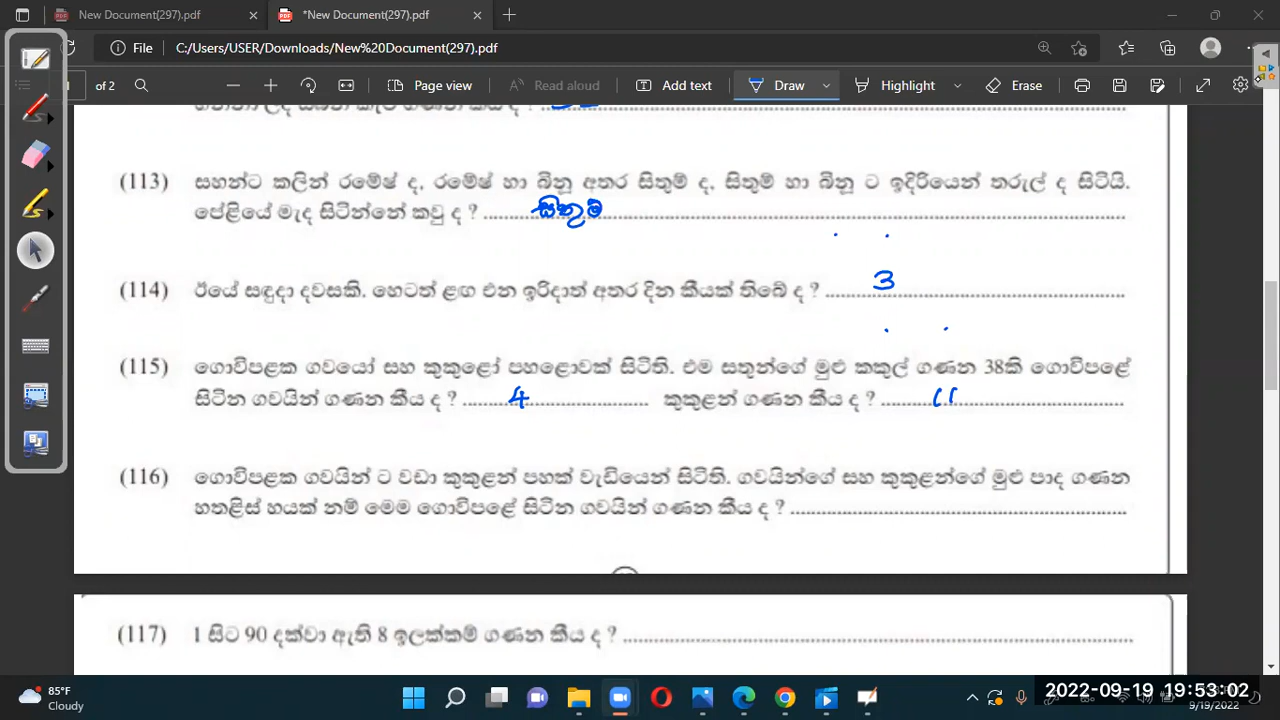 New Document(297).pdf
*New Document(297).pdf
File
C:/Users/USER/Downloads/New%20Document(297).pdf
of 2
Page view
Read aloud
Add text
Draw
Highlight
Erase
(113) සහන්ට කලින් රමේෂ් ද, රමේෂ් හා බිනූ අතර සිතුම් ද, සිතුම් හා බිනූ ට ඉදිරියෙන් තරුල් ද සිටියි.
පේළියේ මැද සිටින්නේ කවු ද ? සිතුම්
(114) ඊයේ සඳුදා දවසකි. හෙටත් ළඟ එන ඉරිදාත් අතර දින කීයක් තිබේ ද ? 3
(115) ගොවිපළක ගවයෝ සහ කුකුළෝ පහළොවක් සිටිති. එම සතුන්ගේ මුළු කකුල් ගණන 38කි ගොවිපළේ
සිටින ගවයින් ගණන කීය ද ? 4 කුකුළන් ගණන කීය ද ? 11
(116) ගොවිපළක ගවයින් ට වඩා කුකුළන් පහක් වැඩියෙන් සිටිති. ගවයින්ගේ සහ කුකුළන්ගේ මුළු පාද ගණන
හතළිස් හයක් නම් මෙම ගොවිපළේ සිටින ගවයින් ගණන කීය ද ?
(117) 1 සිට 90 දක්වා ඇති 8 ඉලක්කම් ගණන කීය ද ?
85°F
Cloudy
2022-09-19 19:53:02
9/19/2022